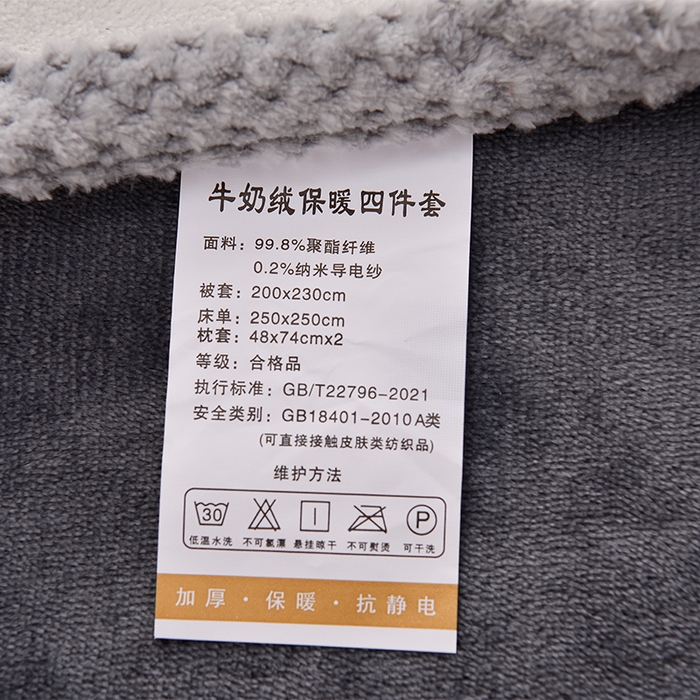 牛奶绒保暖四件套
面料：99.8%聚酯纤维
0.2%纳米导电纱
被套：200x230cm
床单：250x250cm
枕套：48x74cmx2
等级：合格品
执行标准：GB/T22796-2021
安全类别：GB18401-2010A类
(可直接接触皮肤类纺织品)
维护方法
30 P
低温水洗 不可氯漂 悬挂晾干 不可熨烫 可干洗
加厚·保暖·抗静电